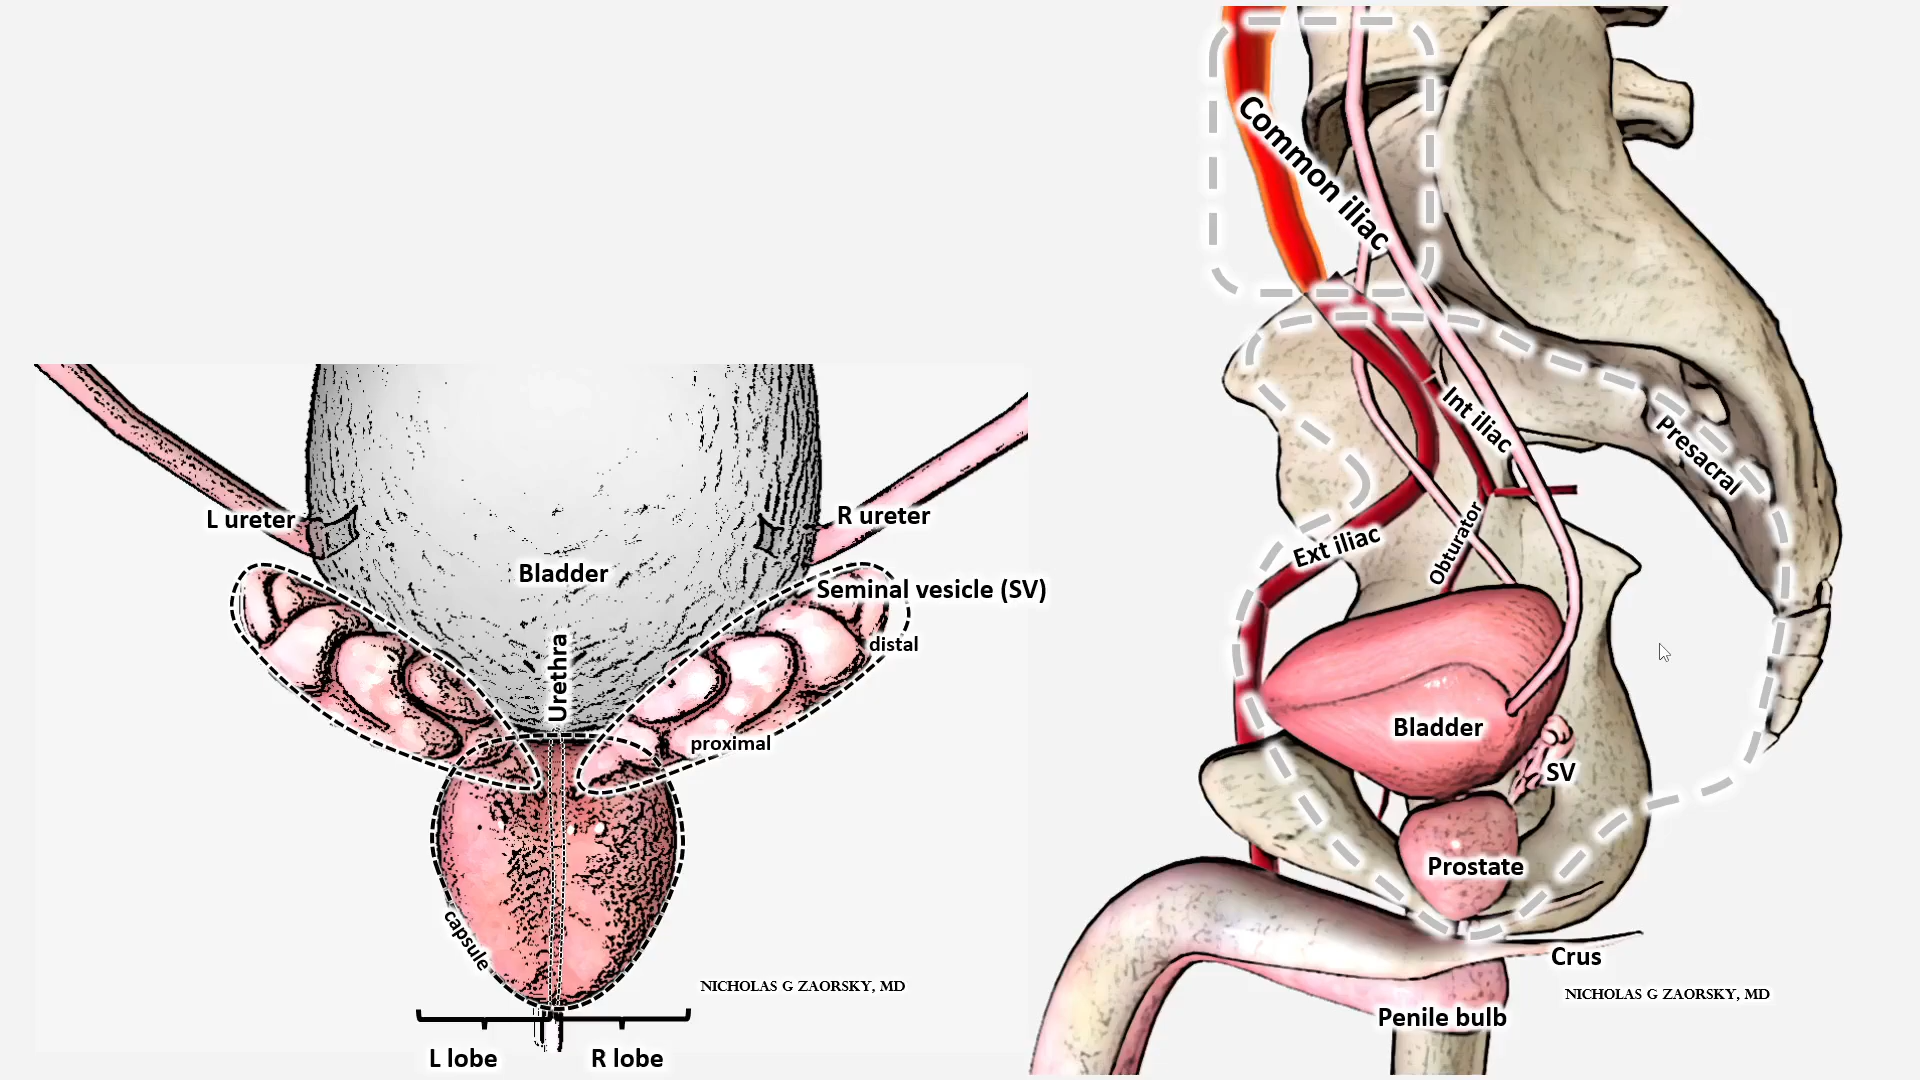 L ureter
R ureter
Bladder
Seminal vesicle (SV)
distal
Urethra
proximal
capsule
NICHOLAS G ZAORSKY, MD
L lobe
R lobe
Common iliac
Int iliac
Presacral
Ext iliac
Obturator
Bladder
SV
Prostate
Crus
NICHOLAS G ZAORSKY, MD
Penile bulb